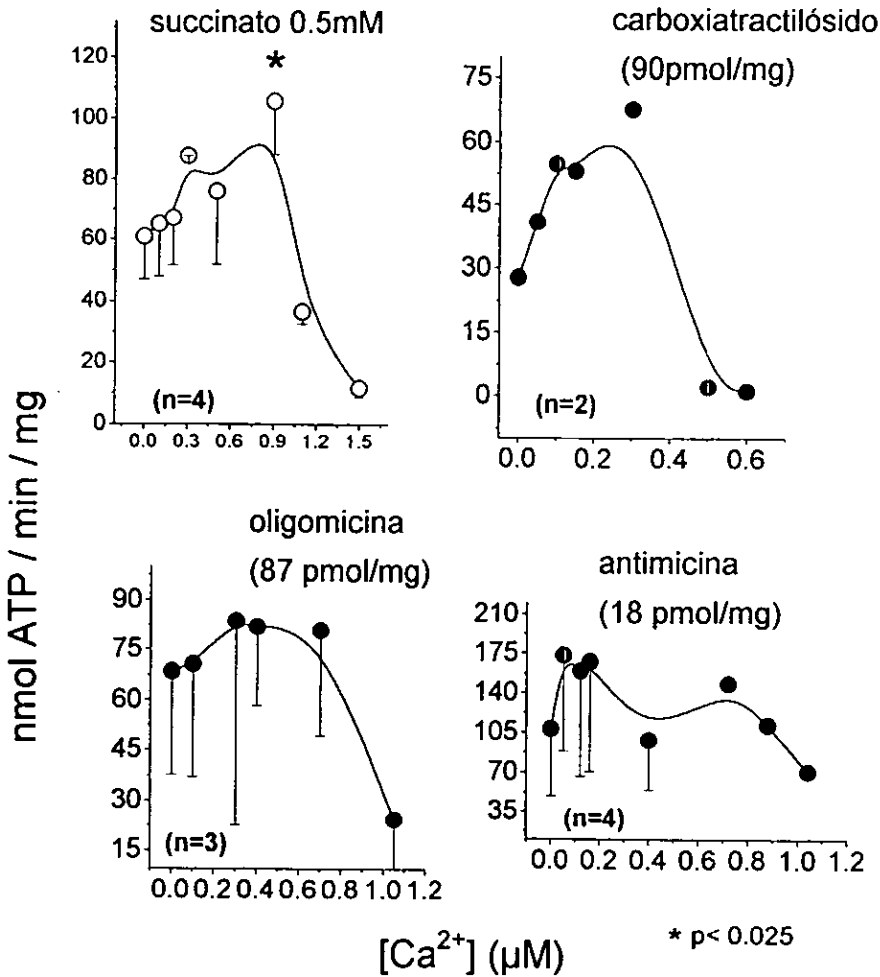 succinato 0.5mM
*
120
100
80
60
40
20
0
(n=4)
0.0 0.3 0.6 0.9 1.2 1.5
carboxiatractilósido
(90pmol/mg)
75
60
45
30
15
0
(n=2)
0.0 0.2 0.4 0.6
nmol ATP / min / mg
oligomicina
(87 pmol/mg)
90
75
60
45
30
15
(n=3)
0.0 0.2 0.4 0.6 0.8 1.0 1.2
antimicina
(18 pmol/mg)
210
175
140
105
70
35
(n=4)
0.0 0.2 0.4 0.6 0.8 1.0 1.2
[Ca²⁺] (μM)
* p< 0.025